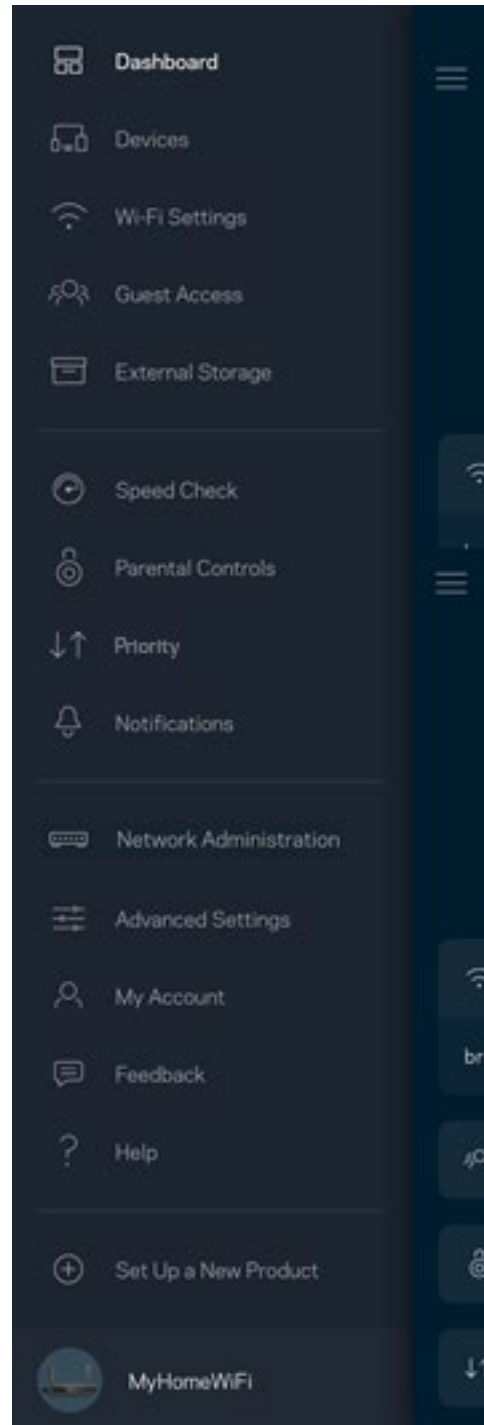 Dashboard
Devices
Wi-Fi Settings
Guest Access
External Storage
Speed Check
Parental Controls
Priority
Notifications
Network Administration
Advanced Settings
My Account
Feedback
Help
Set Up a New Product
MyHomeWiFi